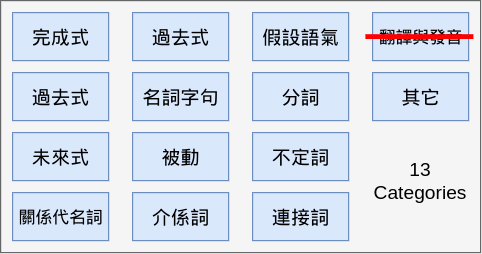 完成式
過去式
假設語氣
翻譯與發音
過去式
名詞字句
分詞
其它
未來式
被動
不定詞
13
Categories
關係代名詞
介係詞
連接詞